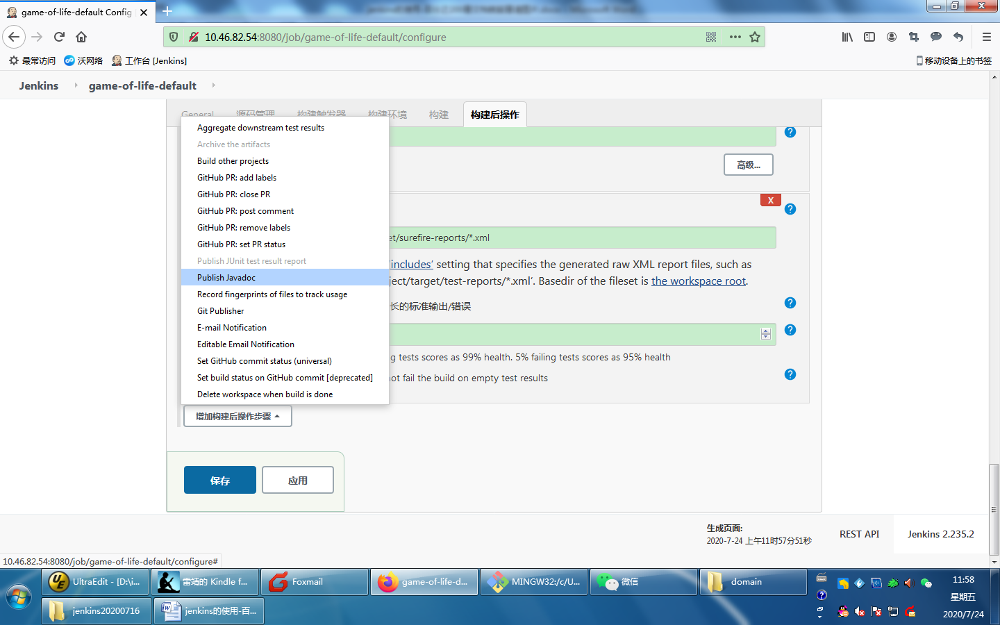 game-of-life-default Config
10.46.82.54:8080/job/game-of-life-default/configure
最常访问
沃网络
工作台 [Jenkins]
移动设备上的书签
Jenkins
game-of-life-default
General
源码管理
构建触发器
构建环境
构建
构建后操作
Aggregate downstream test results
Archive the artifacts
Build other projects
高级...
GitHub PR: add labels
GitHub PR: close PR
X
GitHub PR: post comment
GitHub PR: remove labels
et/surefire-reports/*.xml
GitHub PR: set PR status
Publish JUnit test result report
'includes' setting that specifies the generated raw XML report files, such as
Publish Javadoc
ject/target/test-reports/*.xml'. Basedir of the fileset is the workspace root.
Record fingerprints of files to track usage
长的标准输出/错误
Git Publisher
E-mail Notification
Editable Email Notification
Set GitHub commit status (universal)
g tests scores as 99% health. 5% failing tests scores as 95% health
Set build status on GitHub commit [deprecated]
not fail the build on empty test results
Delete workspace when build is done
增加构建后操作步骤
保存
应用
生成页面:
2020-7-24 上午11时57分51秒
REST API
Jenkins 2.235.2
10.46.82.54:8080/job/game-of-life-default/configure#
UltraEdit - [D:\i...
雷靖的 Kindle f...
Foxmail
game-of-life-d...
MINGW32:/c/U...
微信
domain
11:58
星期五
2020/7/24
jenkins20200716
jenkins的使用-百...